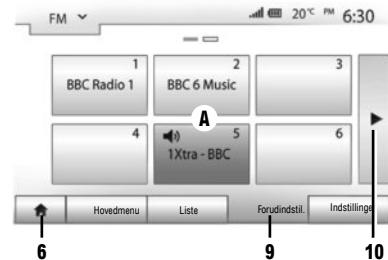 FM 20°C PM 6:30
1 2 3
BBC Radio 1 BBC 6 Music
A
4 5 6
1Xtra - BBC
Hovedmenu Liste Forudindstil. Indstillinge
6 9 10